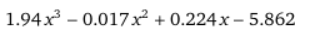 1.94x³ – 0.017x² + 0.224x – 5.862